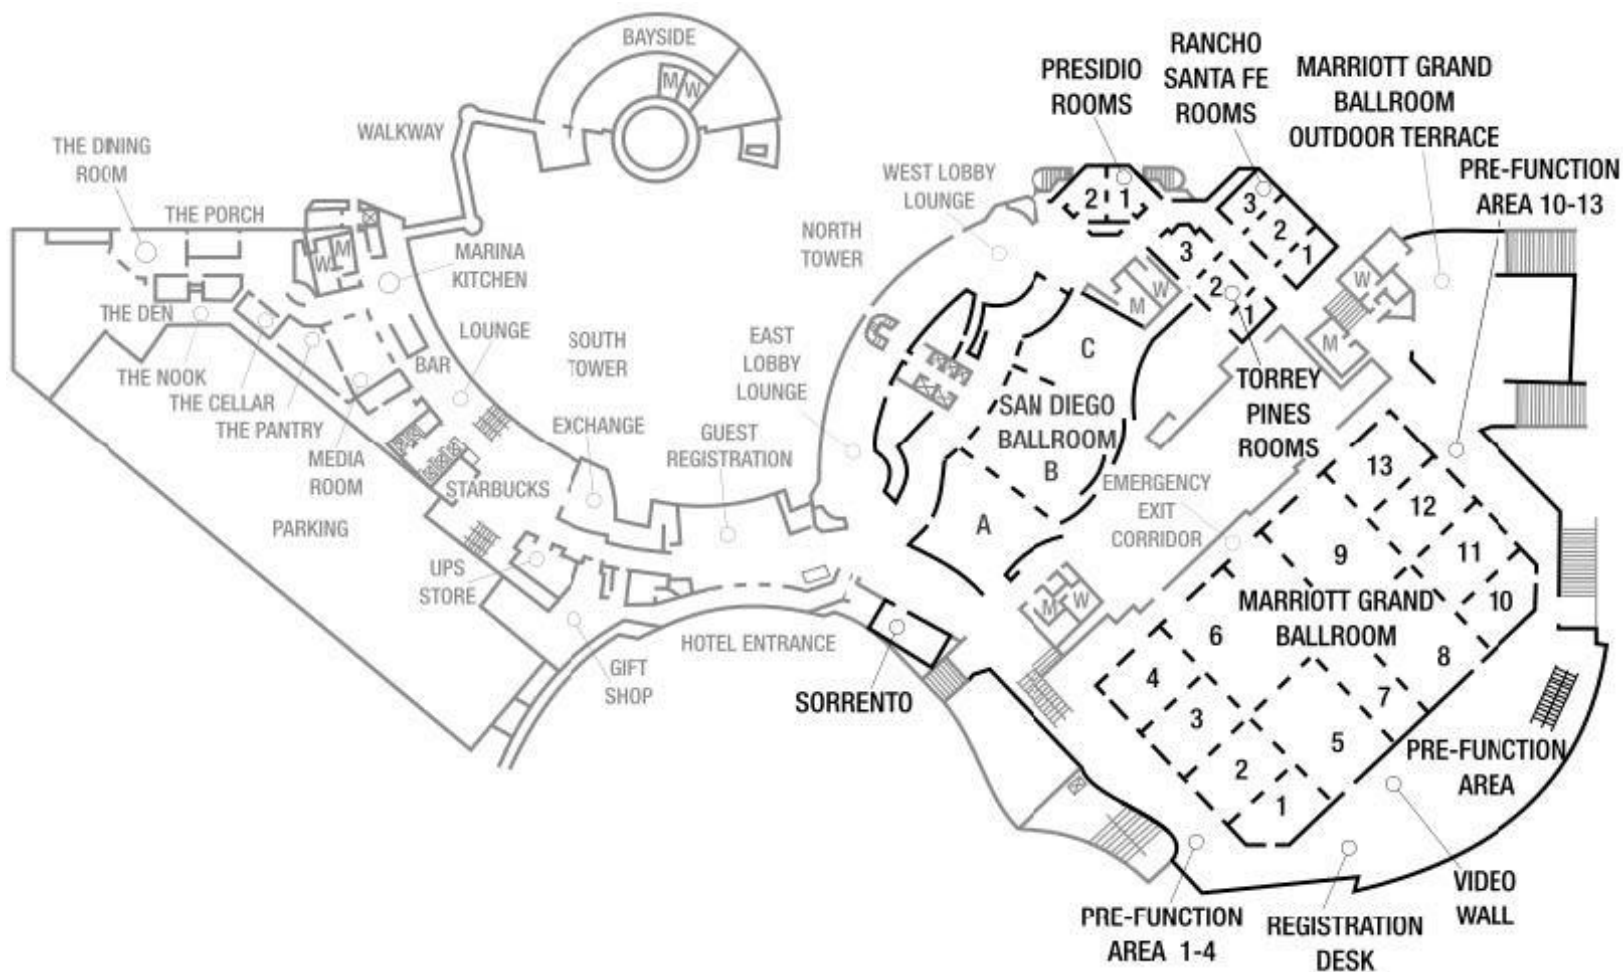 BAYSIDE
M
W
WALKWAY
THE DINING
ROOM
THE PORCH
W
M
MARINA
KITCHEN
THE DEN
THE NOOK
THE CELLAR
THE PANTRY
MEDIA
ROOM
BAR
LOUNGE
SOUTH
TOWER
EXCHANGE
STARBUCKS
PARKING
UPS
STORE
GIFT
SHOP
GUEST
REGISTRATION
HOTEL ENTRANCE
EAST
LOBBY
LOUNGE
NORTH
TOWER
WEST LOBBY
LOUNGE
PRESIDIO
ROOMS
2
1
RANCHO
SANTA FE
ROOMS
3
2
1
MARRIOTT GRAND
BALLROOM
OUTDOOR TERRACE
PRE-FUNCTION
AREA 10-13
3
2
1
M
W
W
M
TORREY
PINES
ROOMS
C
SAN DIEGO
BALLROOM
B
A
M
W
EMERGENCY
EXIT
CORRIDOR
SORRENTO
13
12
11
10
9
MARRIOTT GRAND
BALLROOM
8
7
6
5
4
3
2
1
PRE-FUNCTION
AREA
VIDEO
WALL
REGISTRATION
DESK
PRE-FUNCTION
AREA 1-4